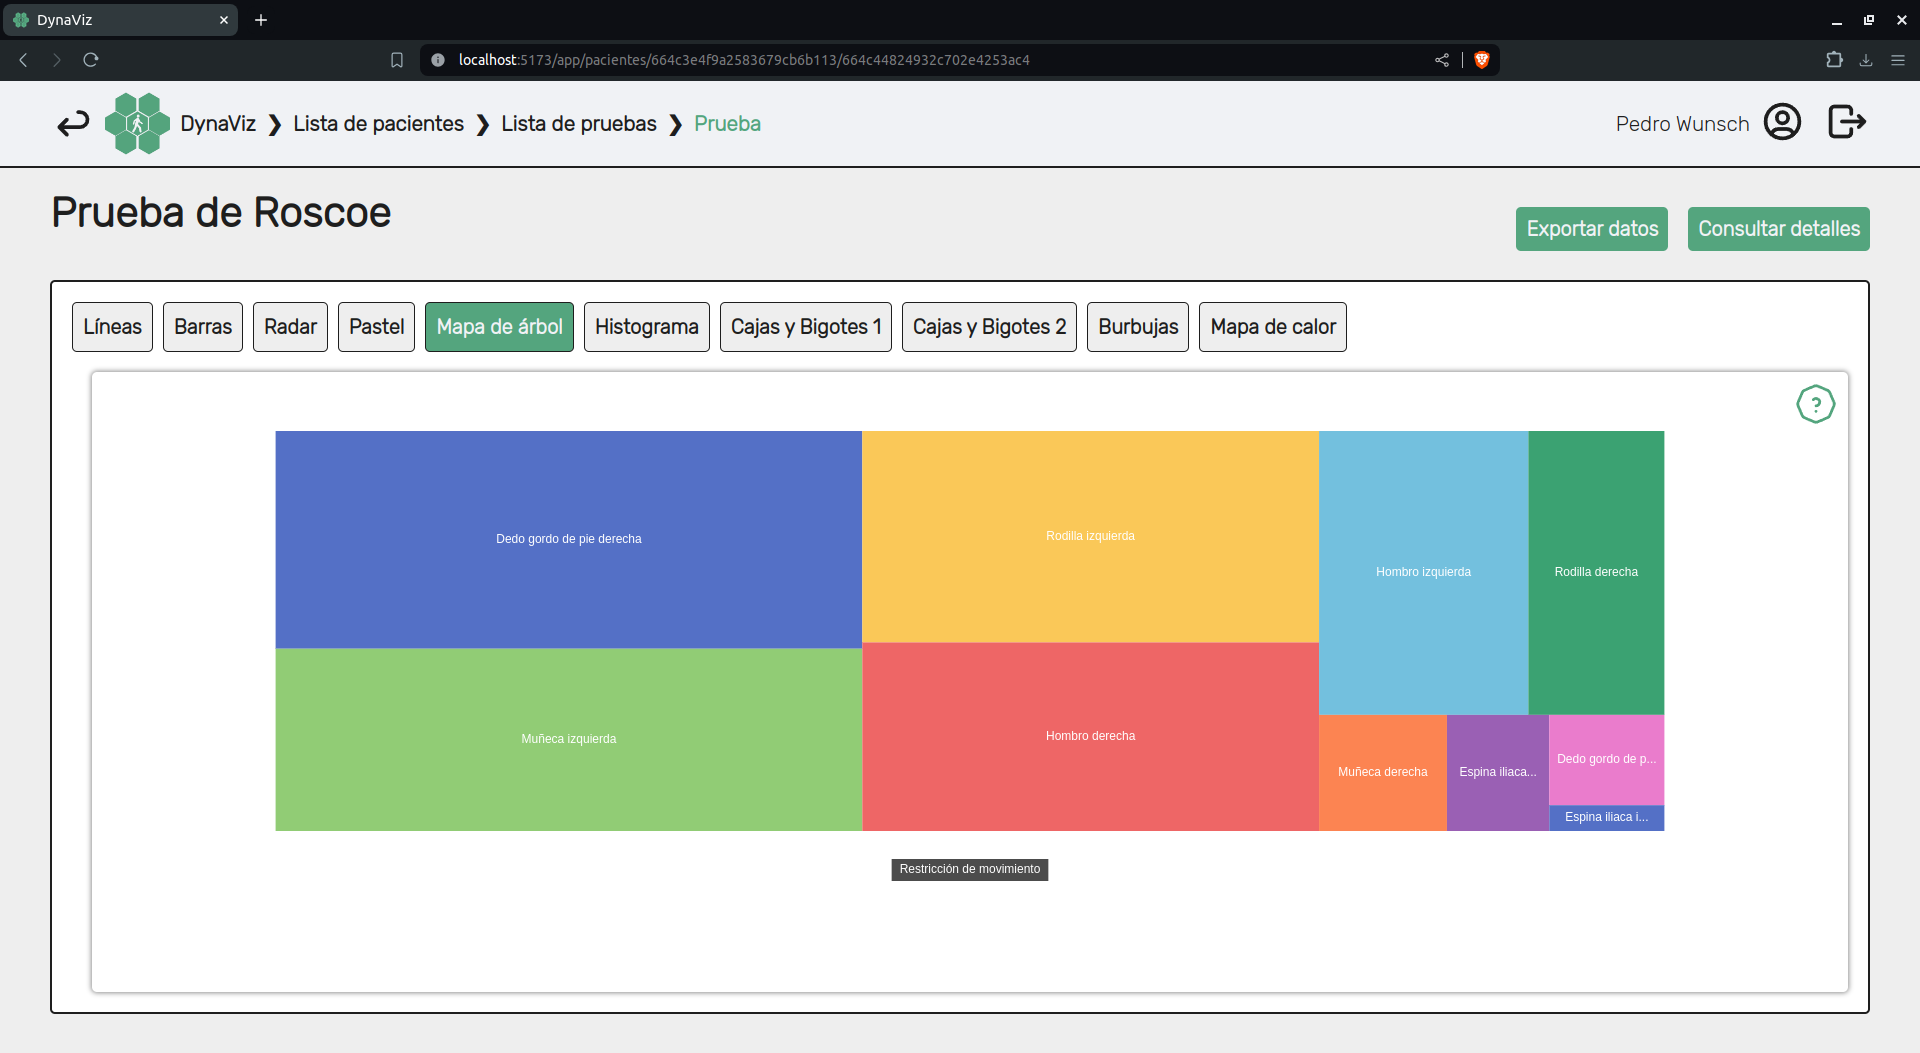 DynaViz
localhost:5173/app/pacientes/664c3e4f9a2583679cb6b113/664c44824932c702e4253ac4
DynaViz ❯ Lista de pacientes ❯ Lista de pruebas ❯ Prueba
Pedro Wunsch
Prueba de Roscoe
Exportar datos
Consultar detalles
Líneas
Barras
Radar
Pastel
Mapa de árbol
Histograma
Cajas y Bigotes 1
Cajas y Bigotes 2
Burbujas
Mapa de calor
?
Dedo gordo de pie derecha
Rodilla izquierda
Hombro izquierda
Rodilla derecha
Muñeca izquierda
Hombro derecha
Muñeca derecha
Espina iliaca...
Dedo gordo de p...
Espina iliaca i...
Restricción de movimiento